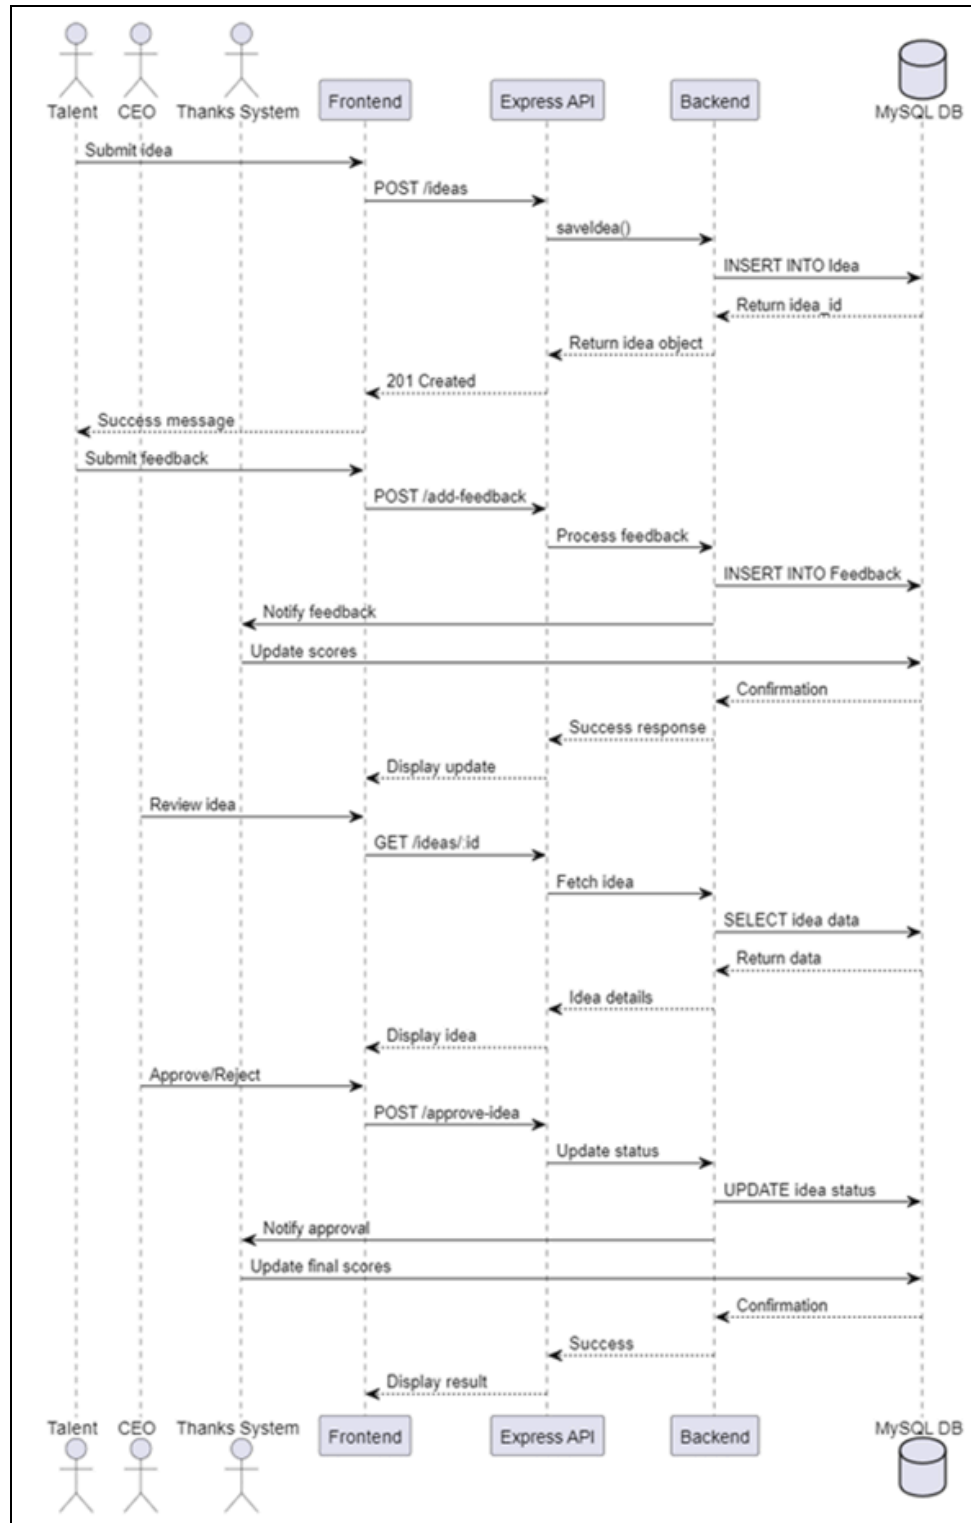 Talent CEO Thanks System Frontend Express API Backend MySQL DB
Submit idea
POST /ideas
saveIdea()
INSERT INTO Idea
Return idea_id
Return idea object
201 Created
Success message
Submit feedback
POST /add-feedback
Process feedback
INSERT INTO Feedback
Notify feedback
Update scores
Confirmation
Success response
Display update
Review idea
GET /ideas/:id
Fetch idea
SELECT idea data
Return data
Idea details
Display idea
Approve/Reject
POST /approve-idea
Update status
UPDATE idea status
Notify approval
Update final scores
Confirmation
Success
Display result
Talent CEO Thanks System Frontend Express API Backend MySQL DB